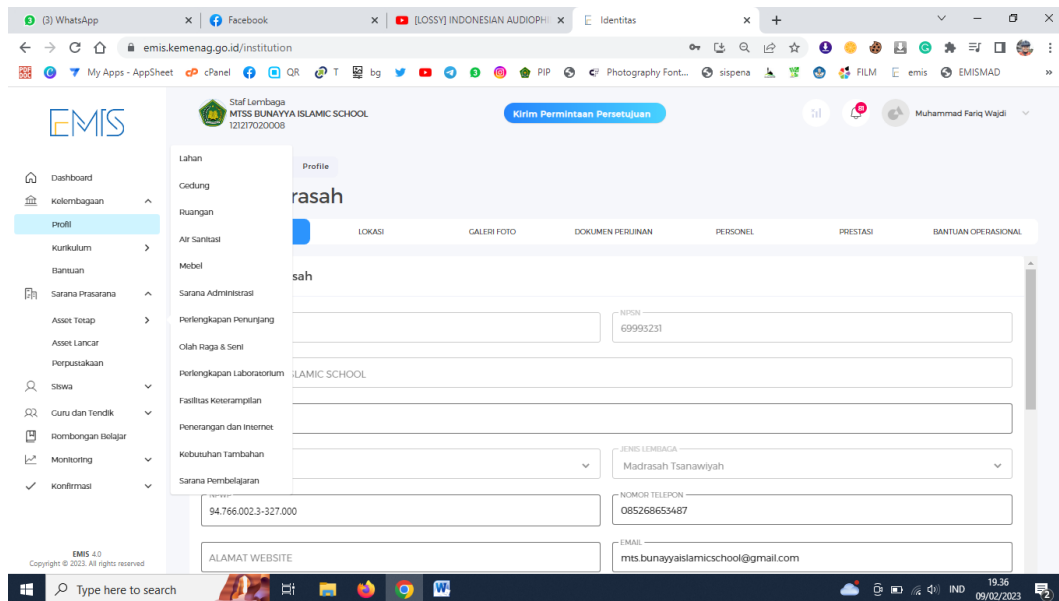 (3) WhatsApp
Facebook
[LOSSY] INDONESIAN AUDIOPHI
Identitas
emis.kemenag.go.id/institution
My Apps - AppSheet
cPanel
QR
T
bg
PIP
Photography Font...
sispena
FILM
emis
EMISMAD
EMIS
Staf Lembaga
MTSS BUNAYYA ISLAMIC SCHOOL
121217020008
Kirim Permintaan Persetujuan
Muhammad Fariq Wajdi
Dashboard
Kelembagaan
Profil
Kurikulum
Bantuan
Sarana Prasarana
Asset Tetap
Asset Lancar
Perpustakaan
Siswa
Guru dan Tendik
Rombongan Belajar
Monitoring
Konfirmasi
EMIS 4.0
Copyright © 2023. All rights reserved
Lahan
Gedung
Ruangan
Air Sanitasi
Mebel
Sarana Administrasi
Perlengkapan Penunjang
Olah Raga & Seni
Perlengkapan Laboratorium
Fasilitas Keterampilan
Penerangan dan Internet
Kebutuhan Tambahan
Sarana Pembelajaran
Profile
rasah
LOKASI
GALERI FOTO
DOKUMEN PERIJINAN
PERSONEL
PRESTASI
BANTUAN OPERASIONAL
sah
NPSN
69993231
LAMIC SCHOOL
JENIS LEMBAGA
Madrasah Tsanawiyah
94.766.002.3-327.000
NOMOR TELEPON
085268653487
ALAMAT WEBSITE
EMAIL
mts.bunayyaislamicschool@gmail.com
Type here to search
IND
19.36
09/02/2023